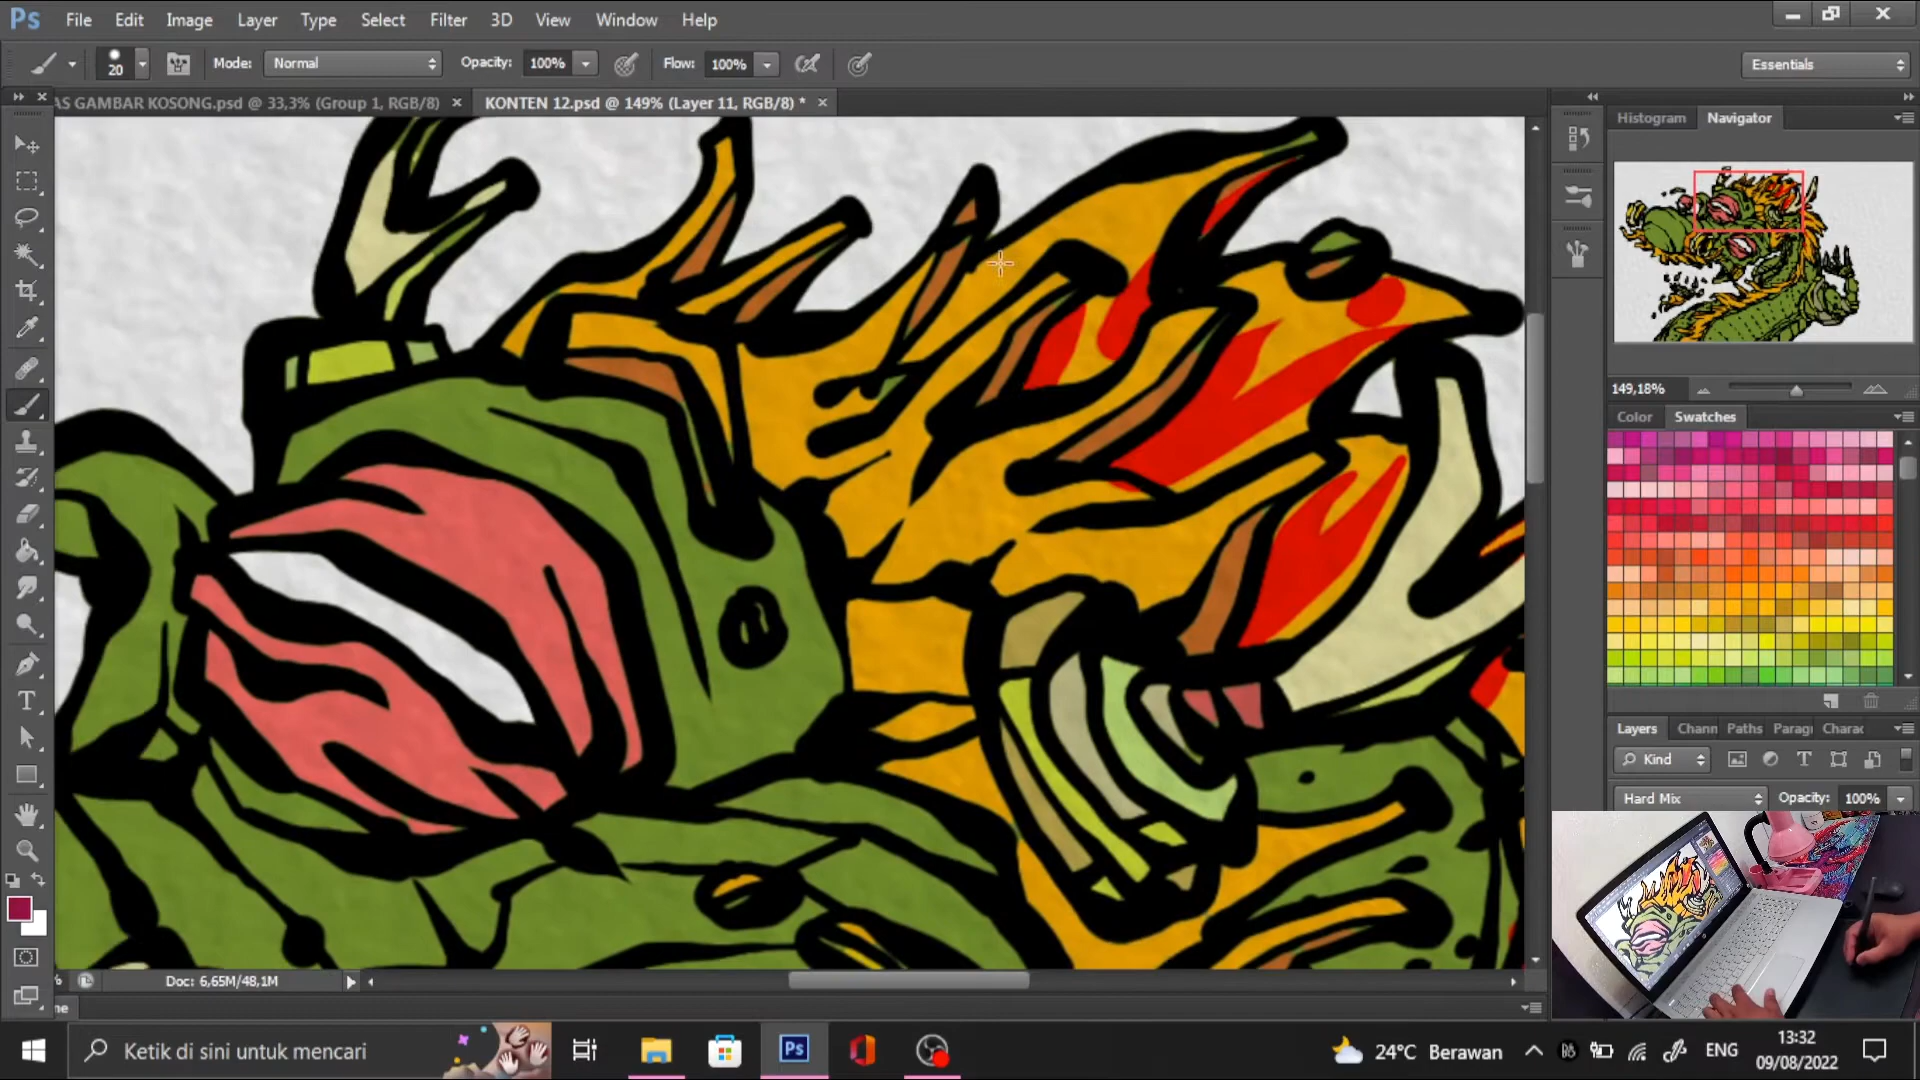 Ps File Edit Image Layer Type Select Filter 3D View Window Help
20 Mode: Normal Opacity: 100% Flow: 100% Essentials
AS GAMBAR KOSONG.psd @ 33,3% (Group 1, RGB/8) × KONTEN 12.psd @ 149% (Layer 11, RGB/8) * ×
Histogram Navigator
149,18%
Color Swatches
Layers Chann Paths Parag Charac
Kind
Hard Mix Opacity: 100%
Doc: 6,65M/48,1M
me
Ketik di sini untuk mencari
Ps
24°C Berawan
ENG
13:32
09/08/2022